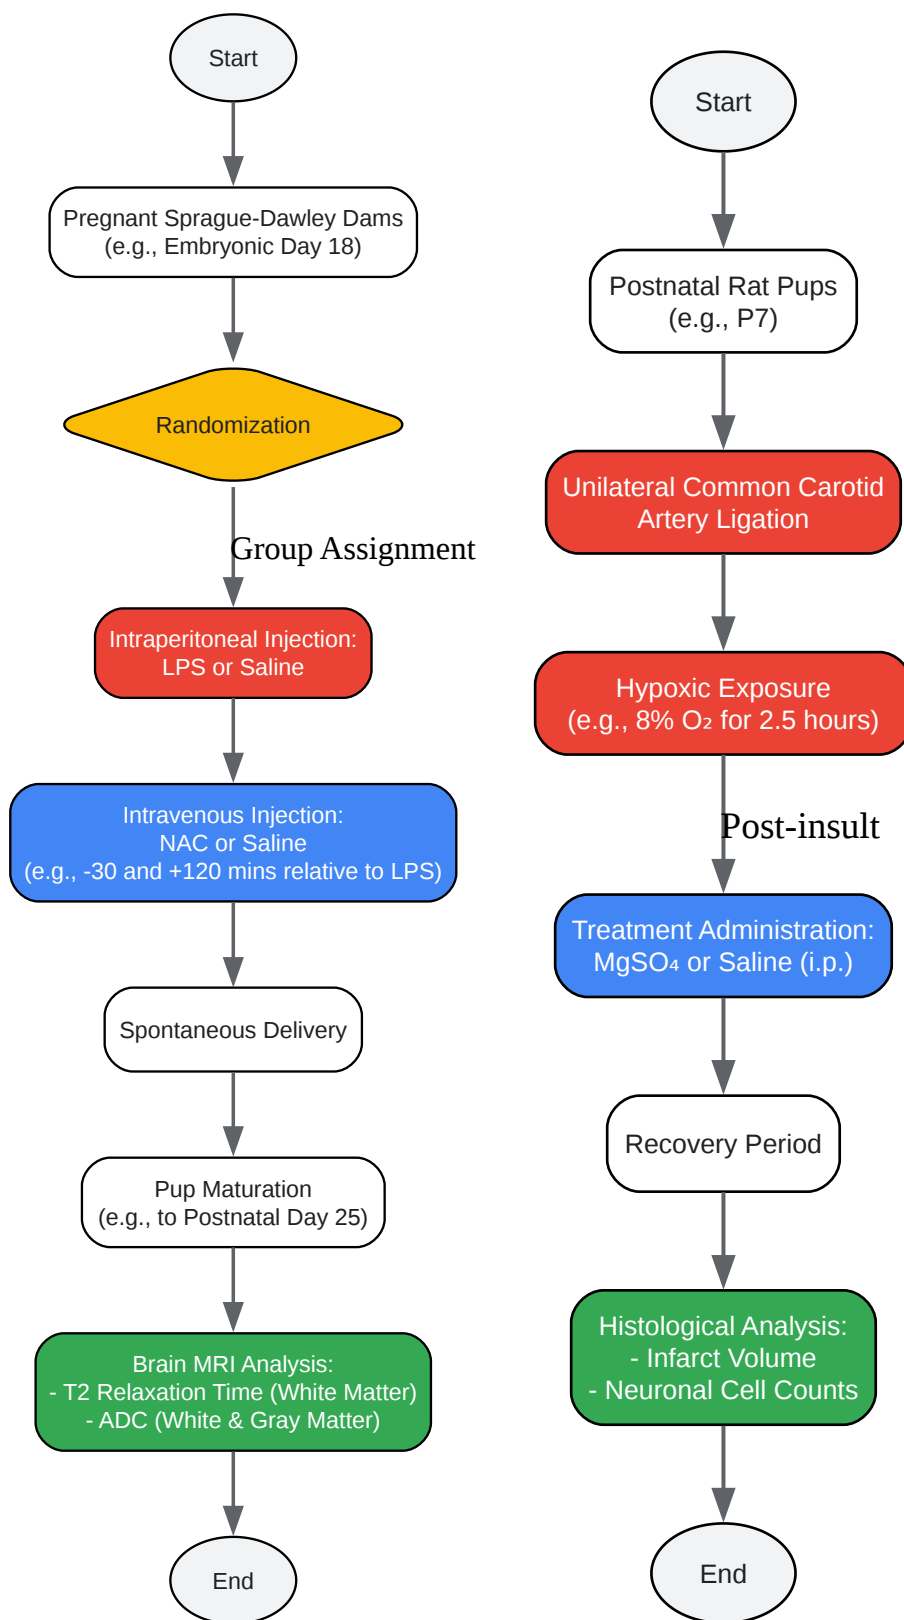 Start
Pregnant Sprague-Dawley Dams
(e.g., Embryonic Day 18)
Randomization
Group Assignment
Intraperitoneal Injection:
LPS or Saline
Intravenous Injection:
NAC or Saline
(e.g., -30 and +120 mins relative to LPS)
Spontaneous Delivery
Pup Maturation
(e.g., to Postnatal Day 25)
Brain MRI Analysis:
- T2 Relaxation Time (White Matter)
- ADC (White & Gray Matter)
End
Start
Postnatal Rat Pups
(e.g., P7)
Unilateral Common Carotid
Artery Ligation
Hypoxic Exposure
(e.g., 8% O₂ for 2.5 hours)
Post-insult
Treatment Administration:
MgSO₄ or Saline (i.p.)
Recovery Period
Histological Analysis:
- Infarct Volume
- Neuronal Cell Counts
End